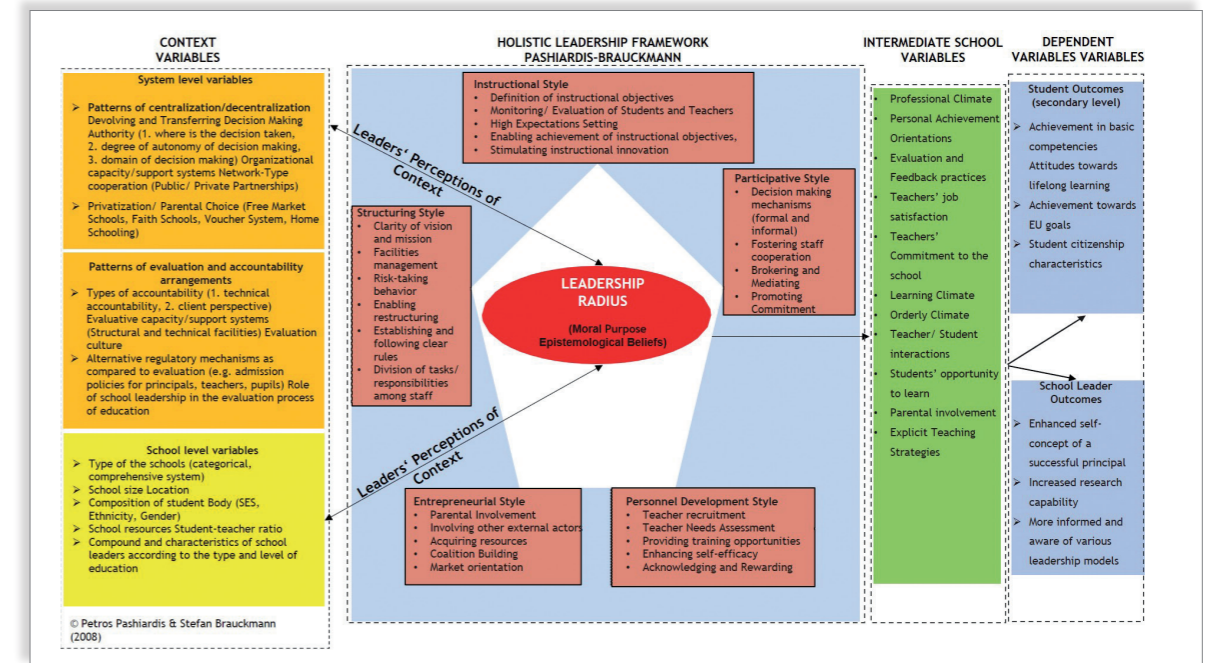 CONTEXT
VARIABLES
System level variables
➢ Patterns of centralization/decentralization
Devolving and Transferring Decision Making
Authority (1. where is the decision taken,
2. degree of autonomy of decision making,
3. domain of decision making) Organizational
capacity/support systems Network-Type
cooperation (Public/ Private Partnerships)
➢ Privatization/ Parental Choice (Free Market
Schools, Faith Schools, Voucher System, Home
Schooling)
Patterns of evaluation and accountability
arrangements
➢ Types of accountability (1. technical
accountability, 2. client perspective)
Evaluative capacity/support systems
(Structural and technical facilities) Evaluation
culture
➢ Alternative regulatory mechanisms as
compared to evaluation (e.g. admission
policies for principals, teachers, pupils) Role
of school leadership in the evaluation process
of education
School level variables
➢ Type of the schools (categorical,
comprehensive system)
➢ School size Location
➢ Composition of student Body (SES,
Ethnicity, Gender)
➢ School resources Student-teacher ratio
➢ Compound and characteristics of school
leaders according to the type and level of
education
© Petros Pashiardis & Stefan Brauckmann
(2008)
HOLISTIC LEADERSHIP FRAMEWORK
PASHIARDIS-BRAUCKMANN
Instructional Style
• Definition of instructional objectives
• Monitoring/ Evaluation of Students and Teachers
• High Expectations Setting
• Enabling achievement of instructional objectives,
• Stimulating instructional innovation
Leaders‘ Perceptions of
Context
Participative Style
• Decision making
mechanisms
(formal and
informal)
• Fostering staff
cooperation
• Brokering and
Mediating
• Promoting
Commitment
Structuring Style
• Clarity of vision
and mission
• Facilities
management
• Risk-taking
behavior
• Enabling
restructuring
• Establishing and
following clear
rules
• Division of tasks/
responsibilities
among staff
LEADERSHIP
RADIUS
(Moral Purpose
Epistemological Beliefs)
Leaders‘ Perceptions of
Context
Entrepreneurial Style
• Parental Involvement
• Involving other external actors
• Acquiring resources
• Coalition Building
• Market orientation
Personnel Development Style
• Teacher recruitment
• Teacher Needs Assessment
• Providing training opportunities
• Enhancing self-efficacy
• Acknowledging and Rewarding
INTERMEDIATE SCHOOL
VARIABLES
• Professional Climate
• Personal Achievement
Orientations
• Evaluation and
Feedback practices
• Teachers’ job
satisfaction
• Teachers’
Commitment to the
school
• Learning Climate
• Orderly Climate
• Teacher/ Student
interactions
• Students’ opportunity
to learn
• Parental involvement
• Explicit Teaching
Strategies
DEPENDENT
VARIABLES VARIABLES
Student Outcomes
(secondary level)
➢ Achievement in basic
competencies
Attitudes towards
lifelong learning
➢ Achievement towards
EU goals
➢ Student citizenship
characteristics
School Leader
Outcomes
➢ Enhanced self-
concept of a
successful principal
➢ Increased research
capability
➢ More informed and
aware of various
leadership models